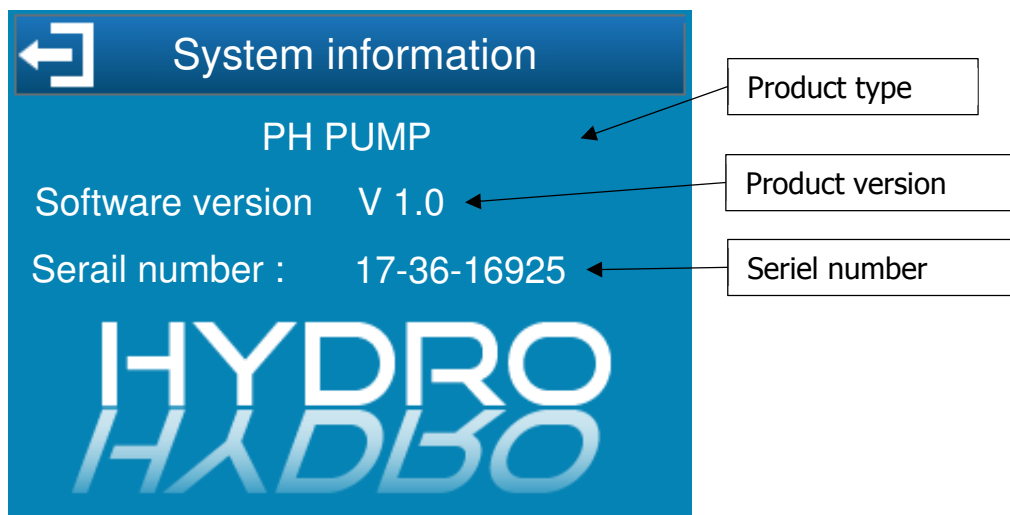 System information
PH PUMP
Software version V 1.0
Serail number : 17-36-16925
HYDRO
HYDRO
Product type
Product version
Seriel number